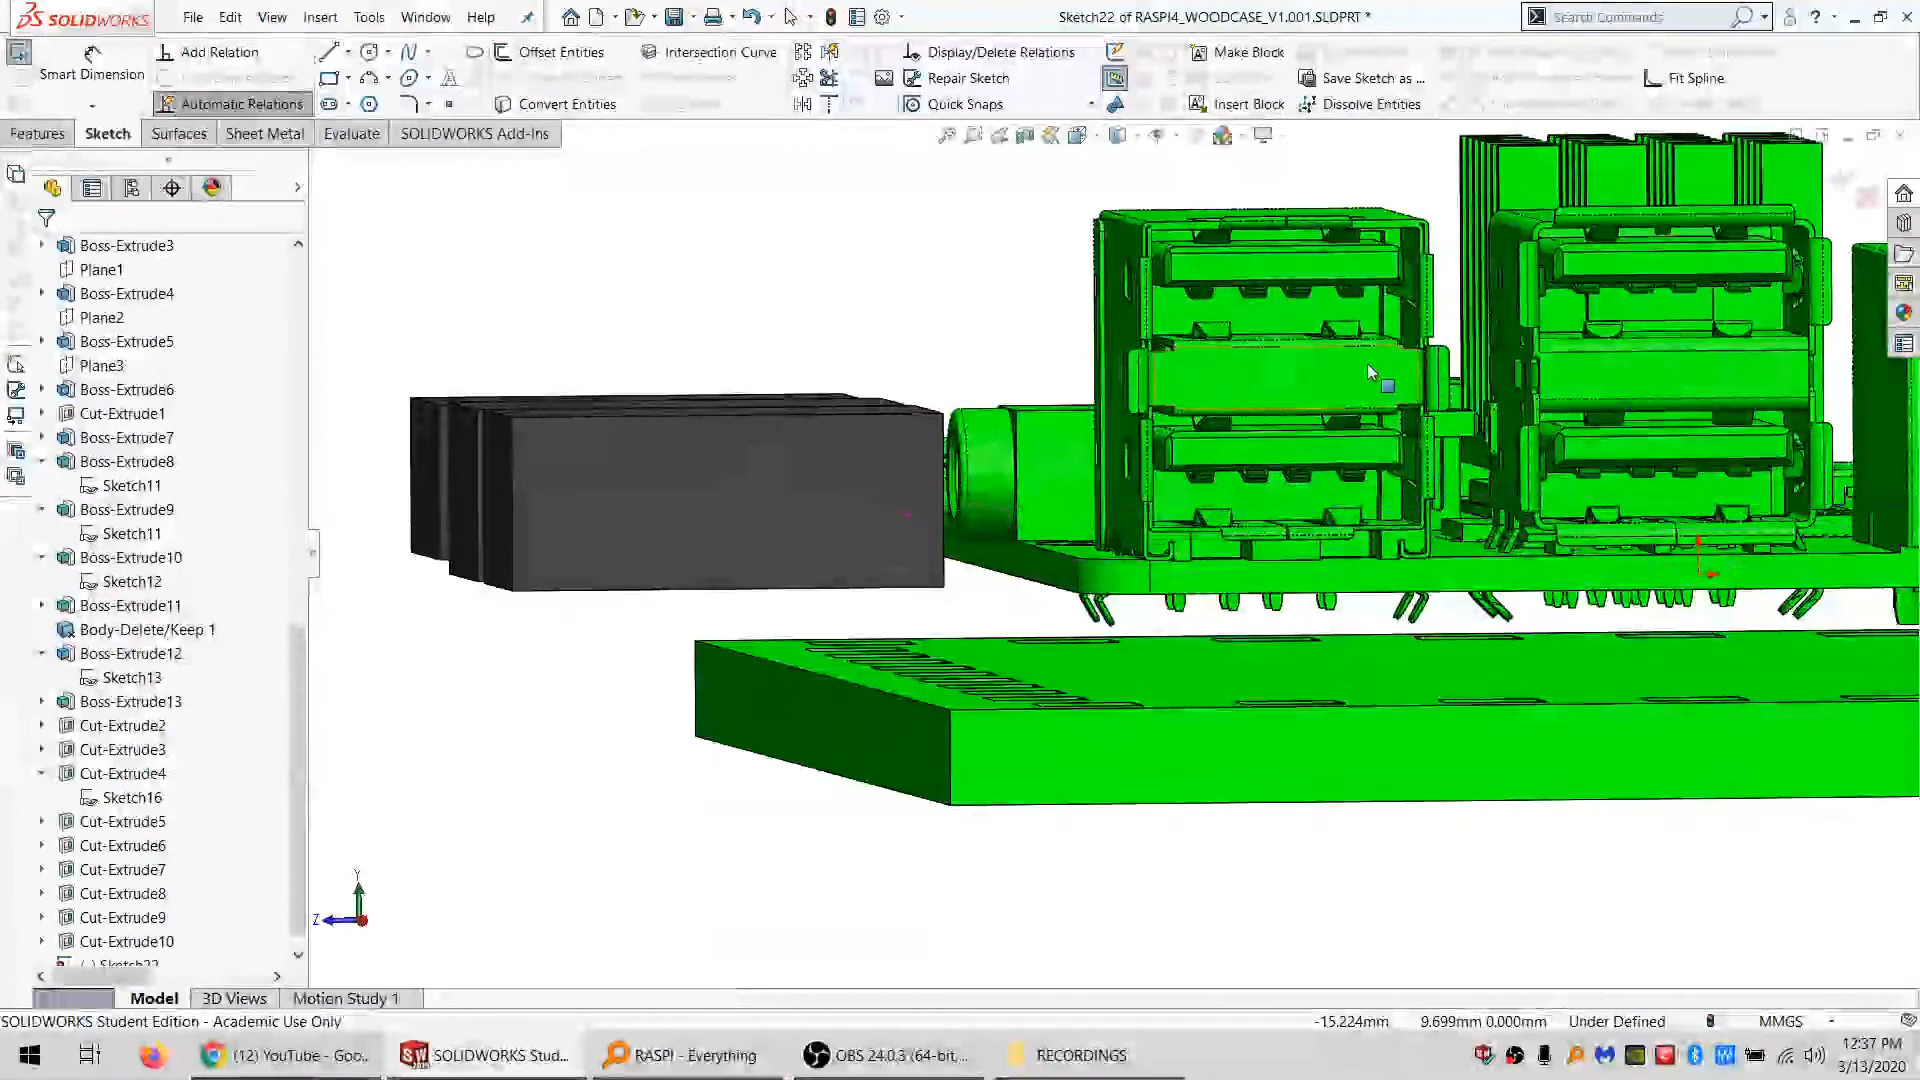 SOLIDWORKS
File Edit View Insert Tools Window Help
Sketch22 of RASPI4_WOODCASE_V1.001.SLDPRT *
Search Commands
Smart Dimension
Add Relation
Automatic Relations
Offset Entities
Convert Entities
Intersection Curve
Display/Delete Relations
Repair Sketch
Quick Snaps
Make Block
Insert Block
Save Sketch as ...
Dissolve Entities
Fit Spline
Features Sketch Surfaces Sheet Metal Evaluate SOLIDWORKS Add-Ins
Boss-Extrude3
Plane1
Boss-Extrude4
Plane2
Boss-Extrude5
Plane3
Boss-Extrude6
Cut-Extrude1
Boss-Extrude7
Boss-Extrude8
Sketch11
Boss-Extrude9
Sketch11
Boss-Extrude10
Sketch12
Boss-Extrude11
Body-Delete/Keep 1
Boss-Extrude12
Sketch13
Boss-Extrude13
Cut-Extrude2
Cut-Extrude3
Cut-Extrude4
Sketch16
Cut-Extrude5
Cut-Extrude6
Cut-Extrude7
Cut-Extrude8
Cut-Extrude9
Cut-Extrude10
(-) Sketch22
Y
Z
Model 3D Views Motion Study 1
SOLIDWORKS Student Edition - Academic Use Only
-15.224mm 9.699mm 0.000mm Under Defined MMGS
(12) YouTube - Goo...
SOLIDWORKS Stud...
RASPI - Everything
OBS 24.0.3 (64-bit,...
RECORDINGS
12:37 PM
3/13/2020